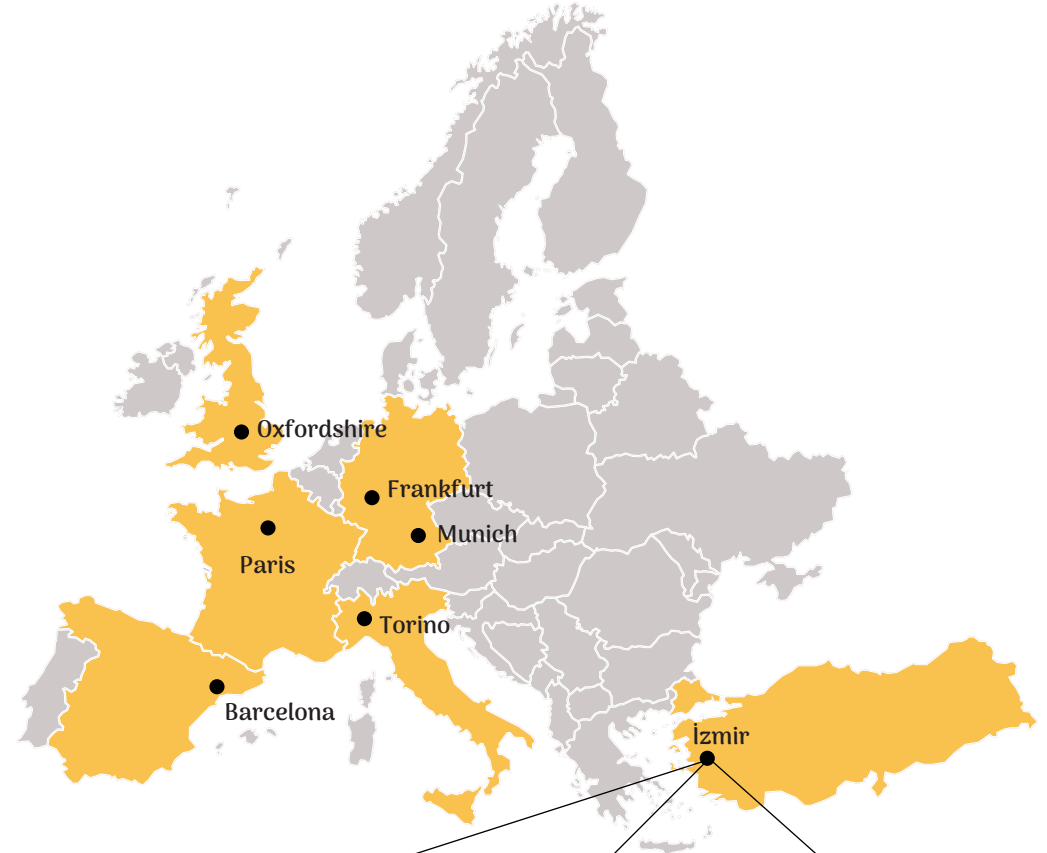 Oxfordshire
Frankfurt
Munich
Paris
Torino
Barcelona
İzmir